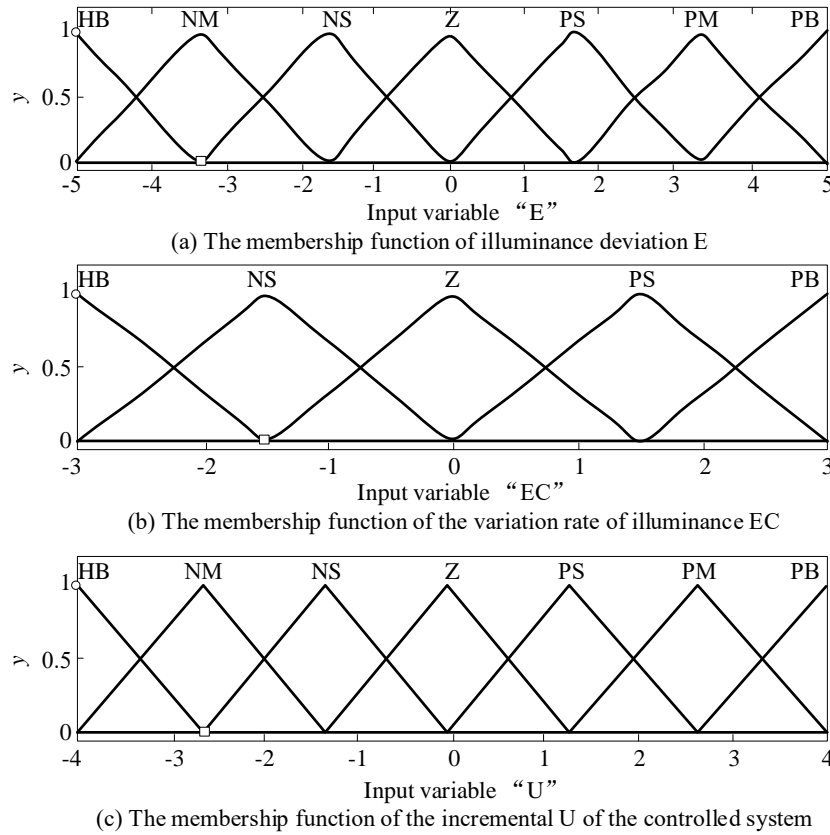 HB NM NS Z PS PM PB
1
0.5
0
y
-5 -4 -3 -2 -1 0 1 2 3 4 5
Input variable “E”
(a) The membership function of illuminance deviation E
HB NS Z PS PB
1
0.5
0
y
-3 -2 -1 0 1 2 3
Input variable “EC”
(b) The membership function of the variation rate of illuminance EC
HB NM NS Z PS PM PB
1
0.5
0
y
-4 -3 -2 -1 0 1 2 3 4
Input variable “U”
(c) The membership function of the incremental U of the controlled system